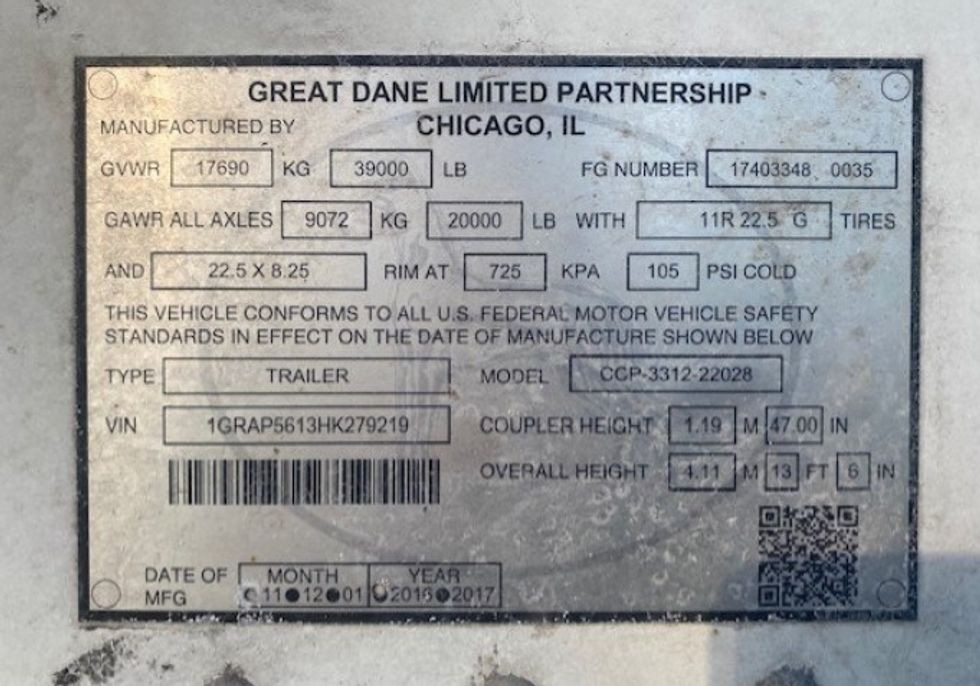 GREAT DANE LIMITED PARTNERSHIP
MANUFACTURED BY CHICAGO, IL
GVWR 17690 KG 39000 LB FG NUMBER 17403348 0035
GAWR ALL AXLES 9072 KG 20000 LB WITH 11R 22.5 G TIRES
AND 22.5 X 8.25 RIM AT 725 KPA 105 PSI COLD
THIS VEHICLE CONFORMS TO ALL U.S. FEDERAL MOTOR VEHICLE SAFETY
STANDARDS IN EFFECT ON THE DATE OF MANUFACTURE SHOWN BELOW
TYPE TRAILER MODEL CCP-3312-22028
VIN 1GRAP5613HK279219 COUPLER HEIGHT 1.19 M 47.00 IN
OVERALL HEIGHT 4.11 M 13 FT 6 IN
DATE OF MFG MONTH YEAR
11 12 01 2016 2017